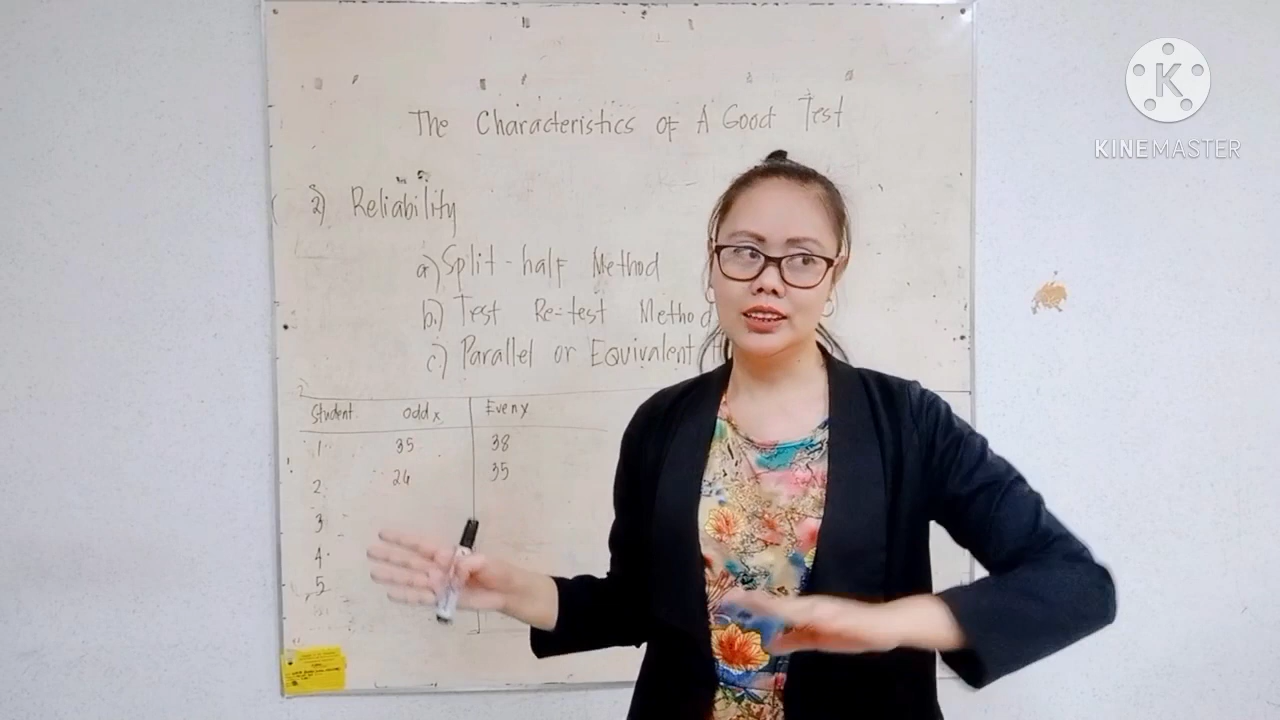 The Characteristics of A Good Test
2) Reliability
a) Split-half Method
b.) Test Re-test Method
c.) Parallel or Equivalent
Student Odd x Even y
1 35 38
2 26 35
3
4
5
K
KINEMASTER